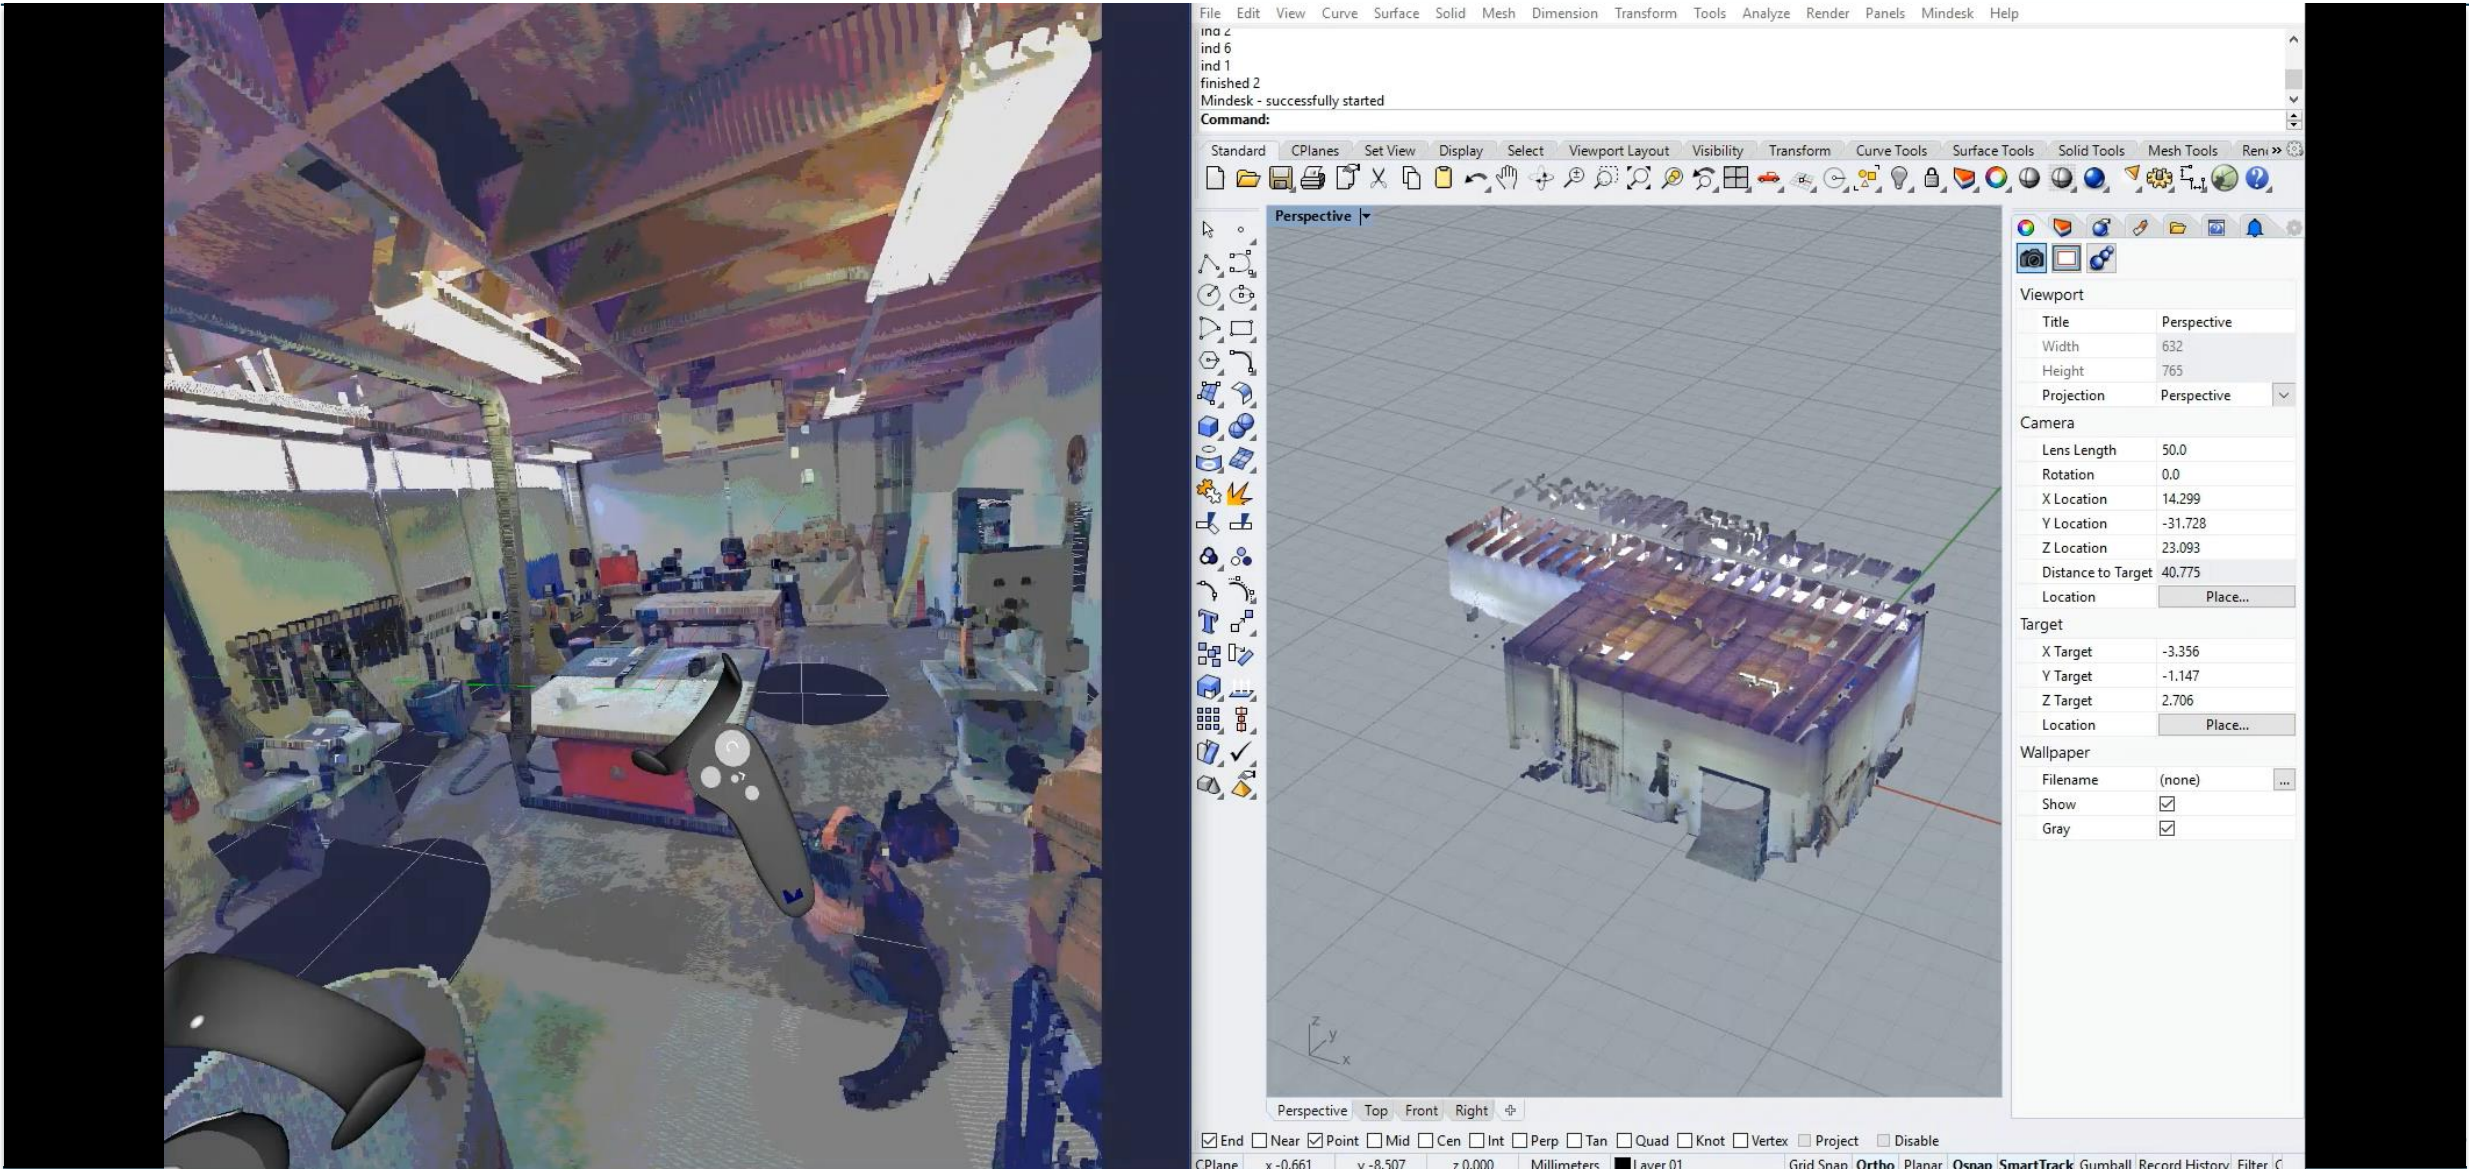 File Edit View Curve Surface Solid Mesh Dimension Transform Tools Analyze Render Panels Mindesk Help
ind 2
ind 6
ind 1
finished 2
Mindesk - successfully started
Command:
Standard CPlanes Set View Display Select Viewport Layout Visibility Transform Curve Tools Surface Tools Solid Tools Mesh Tools
Perspective
Viewport
Title Perspective
Width 632
Height 765
Projection Perspective
Camera
Lens Length 50.0
Rotation 0.0
X Location 14.299
Y Location -31.728
Z Location 23.093
Distance to Target 40.775
Location Place...
Target
X Target -3.356
Y Target -1.147
Z Target 2.706
Location Place...
Wallpaper
Filename (none) ...
Show
Gray
z
y
x
Perspective Top Front Right
End Near Point Mid Cen Int Perp Tan Quad Knot Vertex Project Disable
CPlane x -0.661 y -8.507 z 0.000 Millimeters Layer 01 Grid Snap Ortho Planar Osnap SmartTrack Gumball Record History Filter